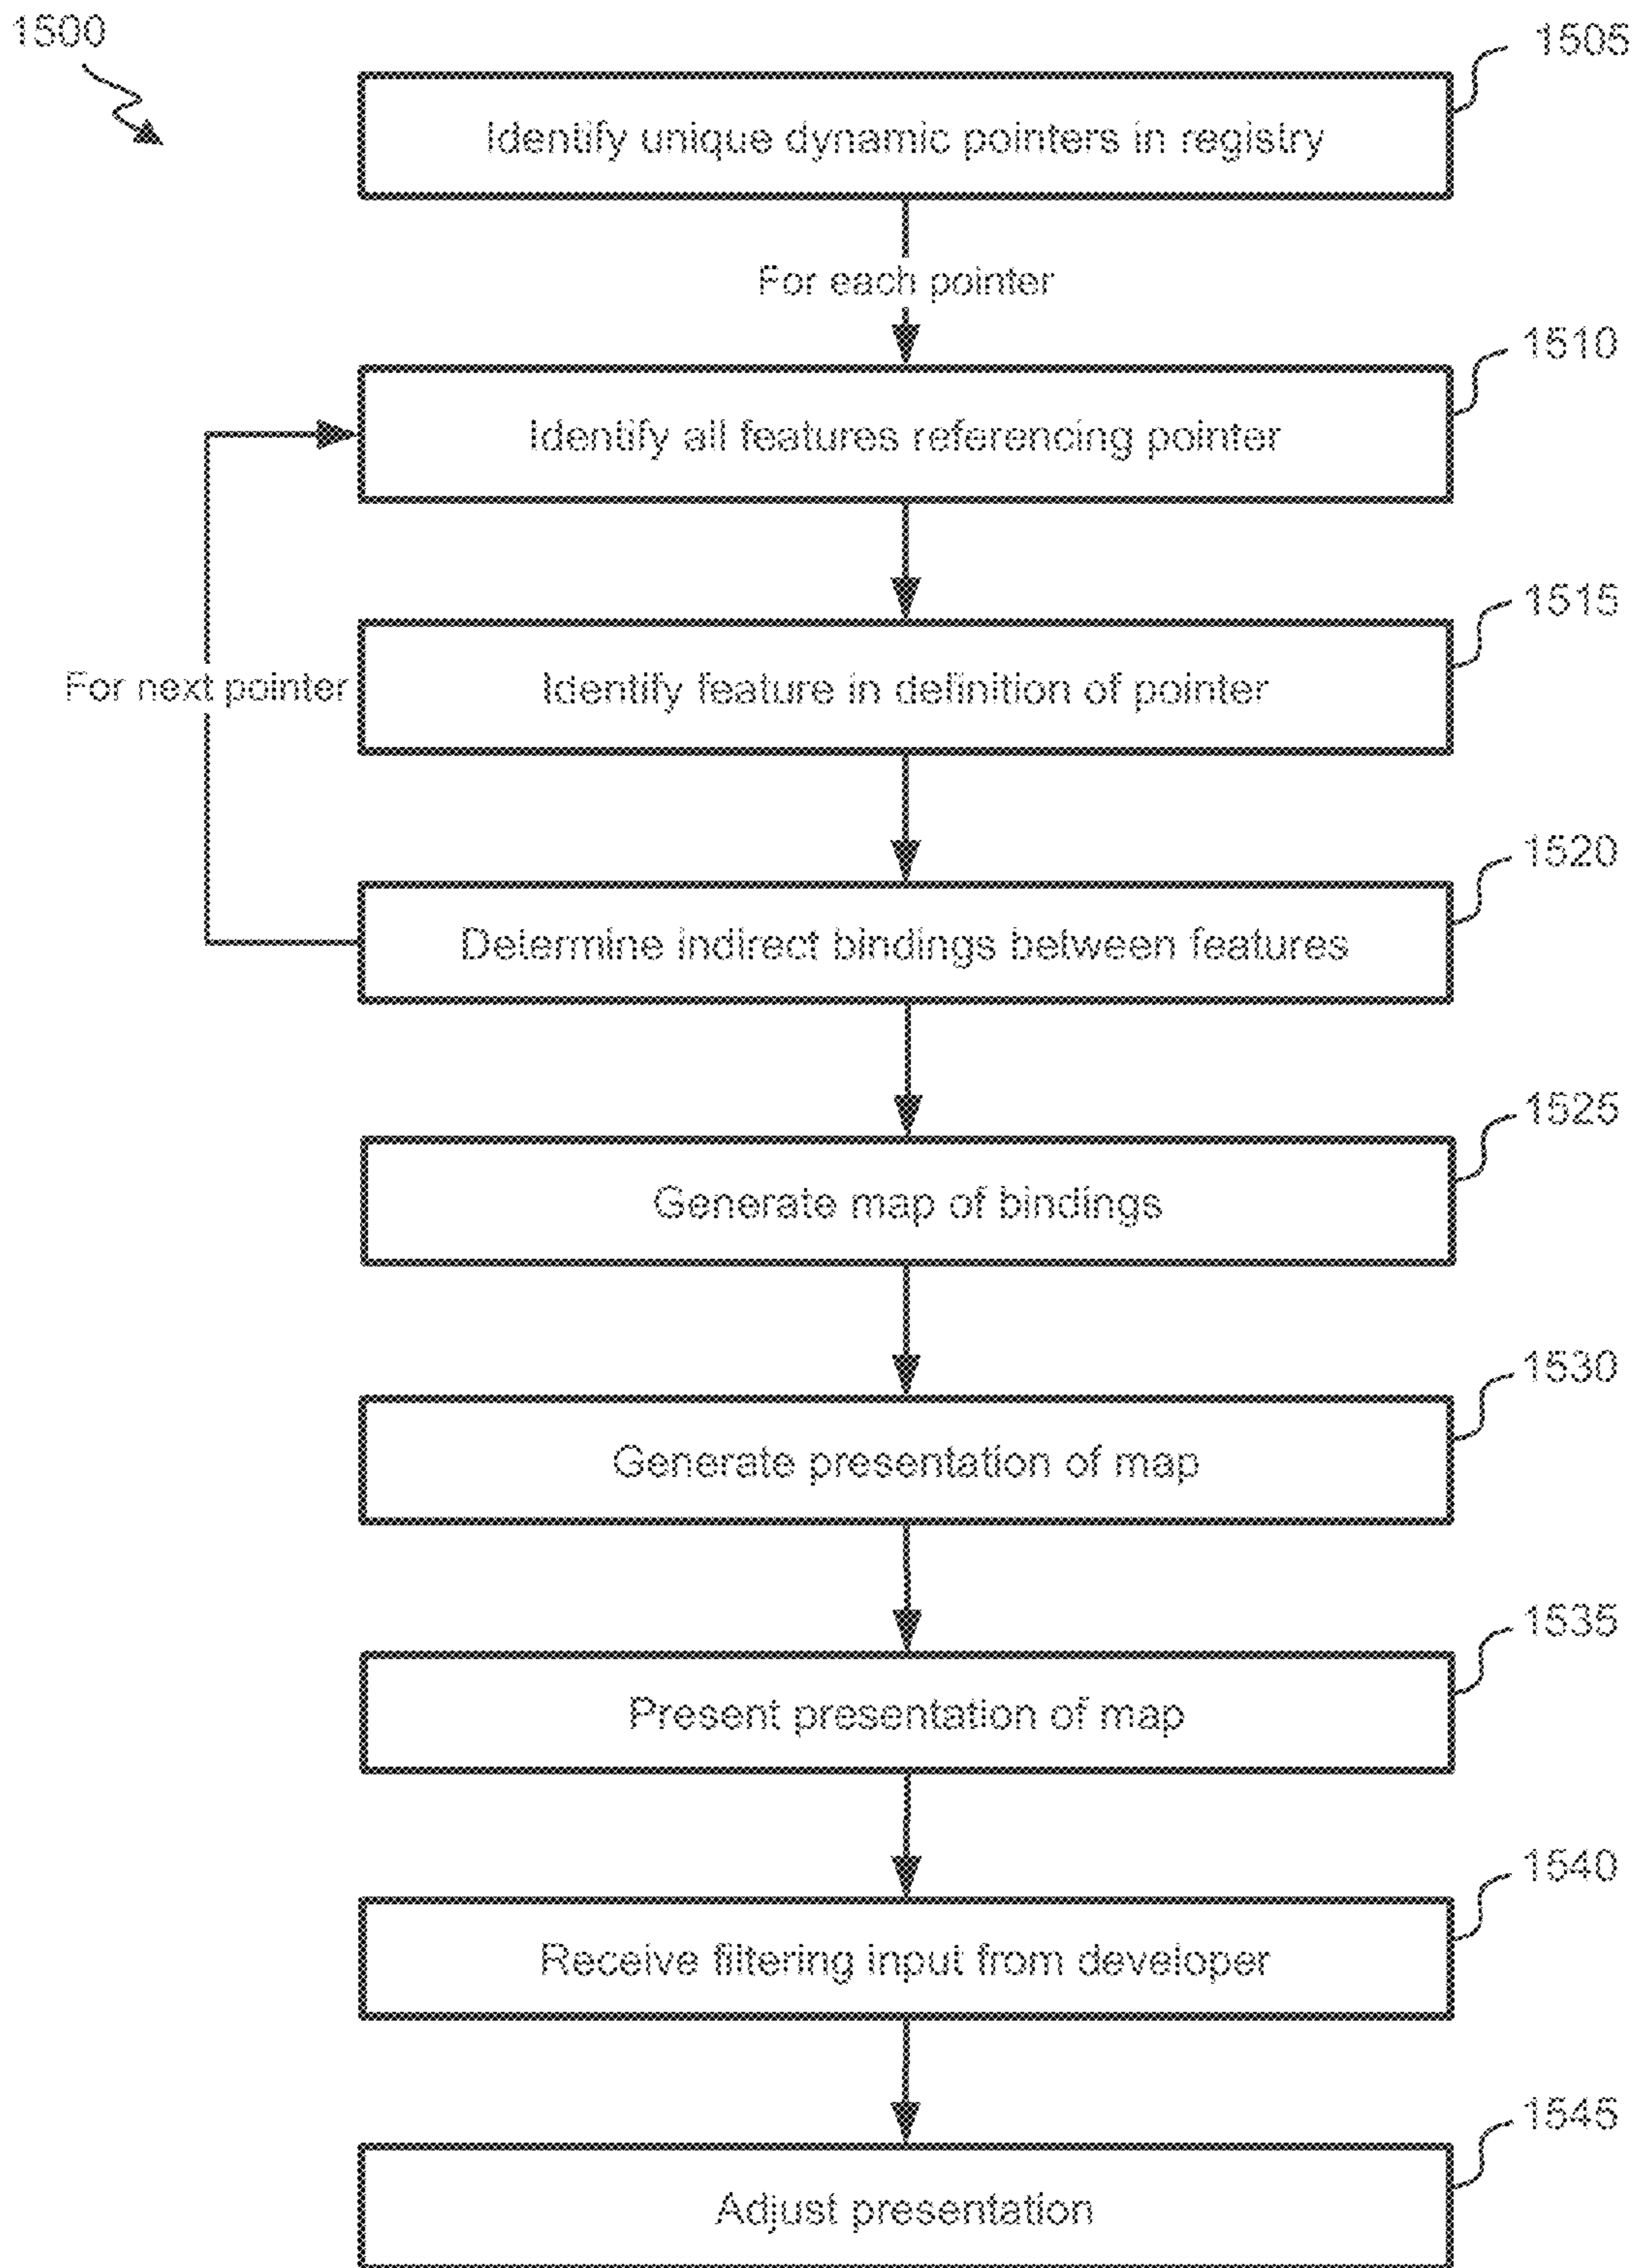 1500
1505
Identify unique dynamic pointers in registry
For each pointer
1510
Identify all features referencing pointer
1515
For next pointer
Identify feature in definition of pointer
1520
Determine indirect bindings between features
1525
Generate map of bindings
1530
Generate presentation of map
1535
Present presentation of map
1540
Receive filtering input from developer
1545
Adjust presentation